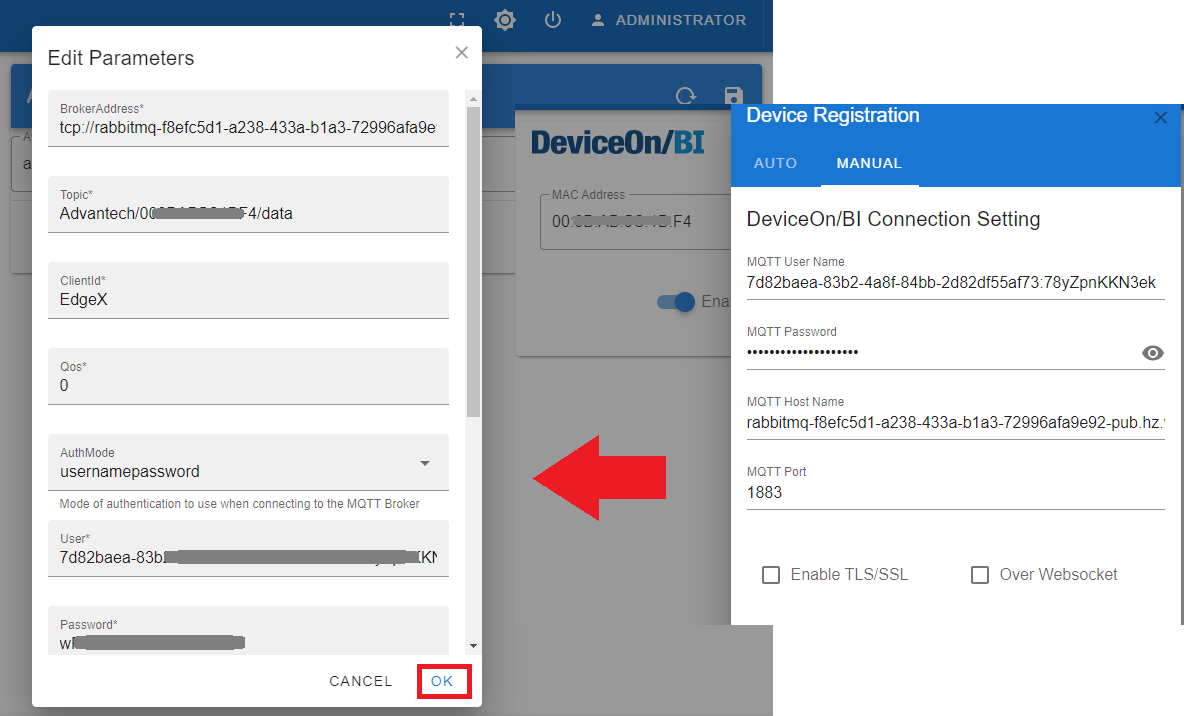 ADMINISTRATOR
Edit Parameters
BrokerAddress*
tcp://rabbitmq-f8efc5d1-a238-433a-b1a3-72996afa9e
Topic*
Advantech/00 F4/data
ClientId*
EdgeX
Qos*
0
AuthMode
usernamepassword
Mode of authentication to use when connecting to the MQTT Broker
User*
7d82baea-83b KN
Password*
CANCEL
OK
DeviceOn/BI
MAC Address
00: F4
Ena
Device Registration
AUTO
MANUAL
DeviceOn/BI Connection Setting
MQTT User Name
7d82baea-83b2-4a8f-84bb-2d82df55af73:78yZpnKKN3ek
MQTT Password
••••••••••••••••••••
MQTT Host Name
rabbitmq-f8efc5d1-a238-433a-b1a3-72996afa9e92-pub.hz.
MQTT Port
1883
Enable TLS/SSL
Over Websocket